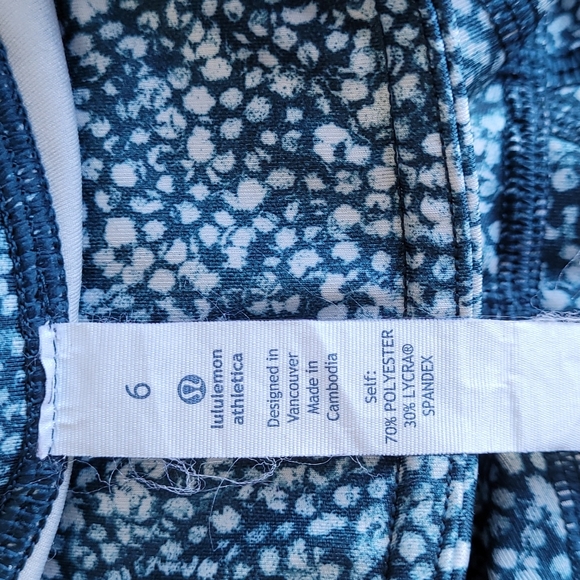 6
lululemon
athletica
Designed in
Vancouver
Made in
Cambodia
Self:
70% POLYESTER
30% LYCRA®
SPANDEX